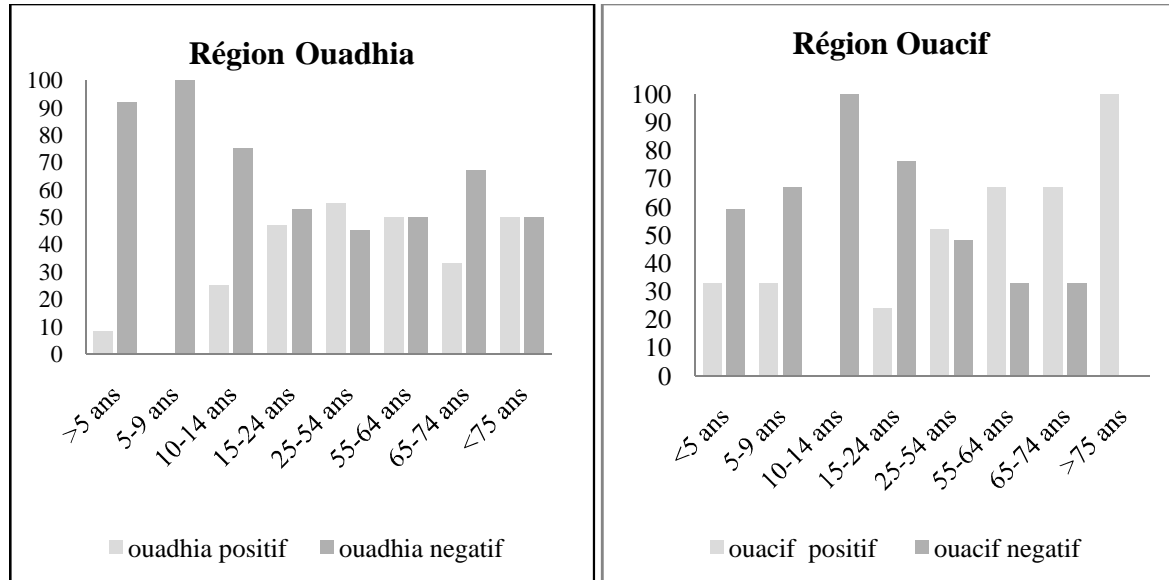 Région Ouadhia
100
90
80
70
60
50
40
30
20
10
0
>5 ans
5-9 ans
10-14 ans
15-24 ans
25-54 ans
55-64 ans
65-74 ans
<75 ans
ouadhia positif
ouadhia negatif
Région Ouacif
100
90
80
70
60
50
40
30
20
10
0
<5 ans
5-9 ans
10-14 ans
15-24 ans
25-54 ans
55-64 ans
65-74 ans
>75 ans
ouacif positif
ouacif negatif